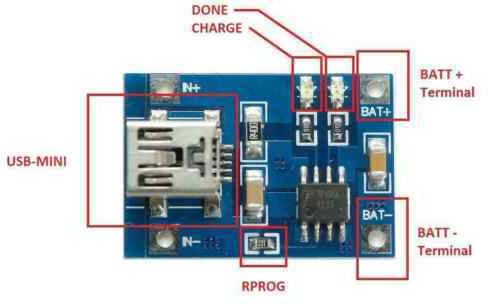 DONE
CHARGE
BATT +
Terminal
IN+
BAT+
USB-MINI
BAT-
BATT -
Terminal
IN-
RPROG